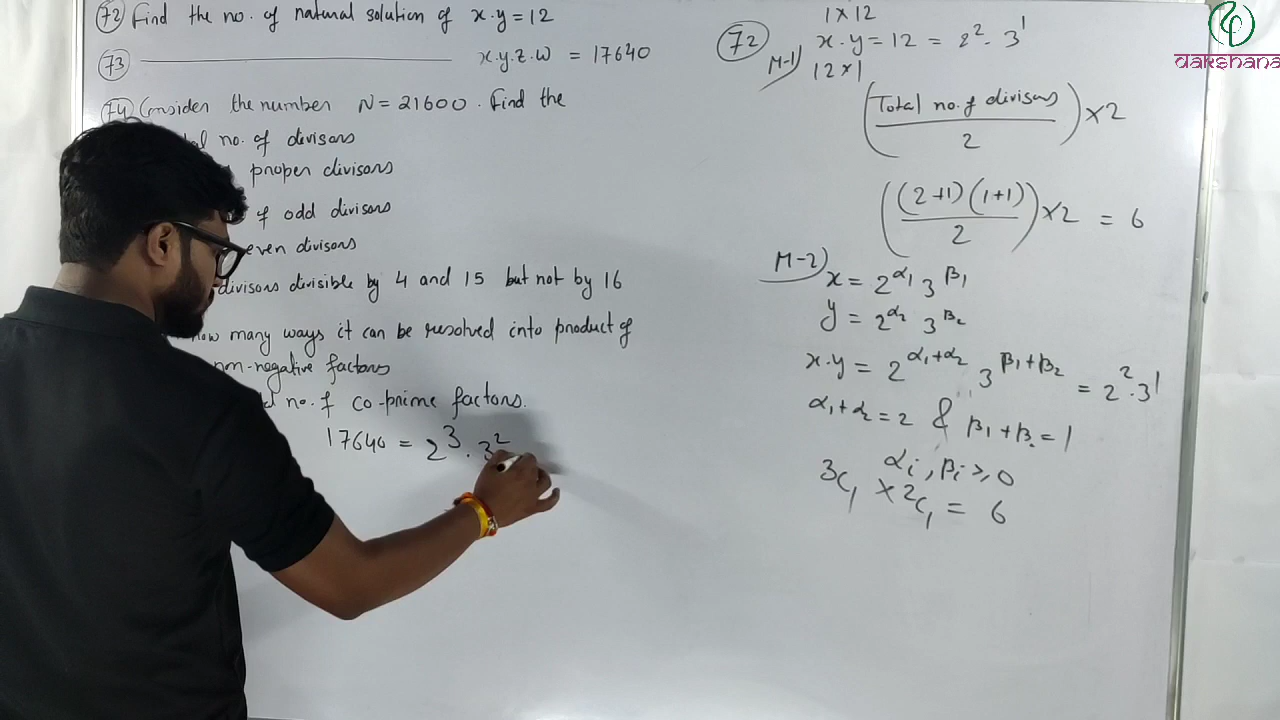 72) Find the no. of natural solution of x.y = 12
73) ———————— x.y.z.w = 17640
74 Consider the number N = 21600. Find the
no. of divisors
proper divisors
of odd divisors
even divisors
divisors divisible by 4 and 15 but not by 16
how many ways it can be resolved into product of
non-negative factors
no. of co-prime factors.
17640 = 2^3 . 3^2
72
1 X 12
M-1) x.y = 12 = 2^2 . 3^1
12 x 1
(Total no. of divisors / 2) x 2
((2+1)(1+1) / 2) x 2 = 6
M-2) x = 2^α1 3^β1
y = 2^α2 3^β2
x.y = 2^α1+α2 3^β1+β2 = 2^2 . 3^1
α1+α2 = 2 & β1+β2 = 1
αi, βi ≥ 0
3C1 x 2C1 = 6
dakshana